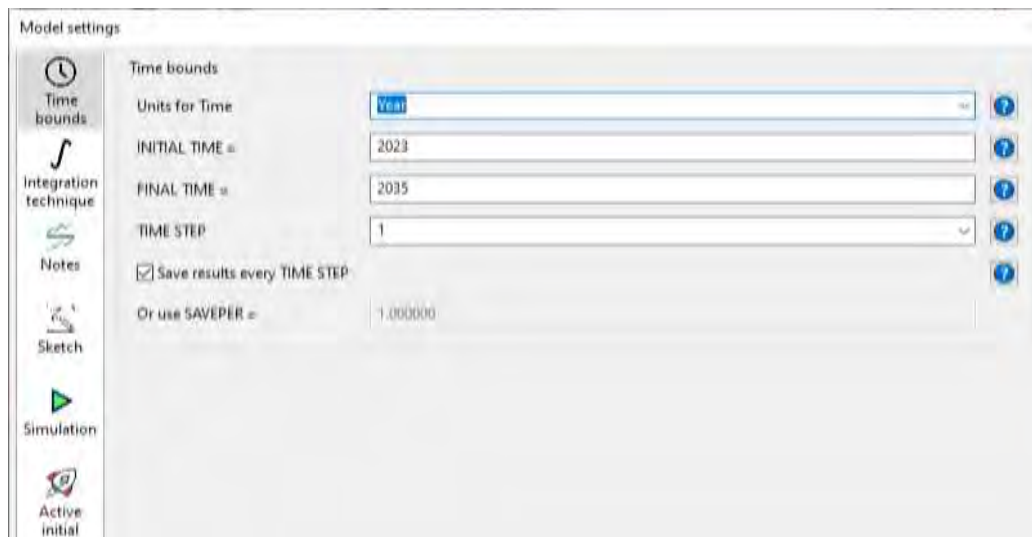 Model settings
Time
bounds
Integration
technique
Notes
Sketch
Simulation
Active
initial
Time bounds
Units for Time
Year
INITIAL TIME =
2023
FINAL TIME =
2035
TIME STEP
1
Save results every TIME STEP
Or use SAVEPER =
1.000000